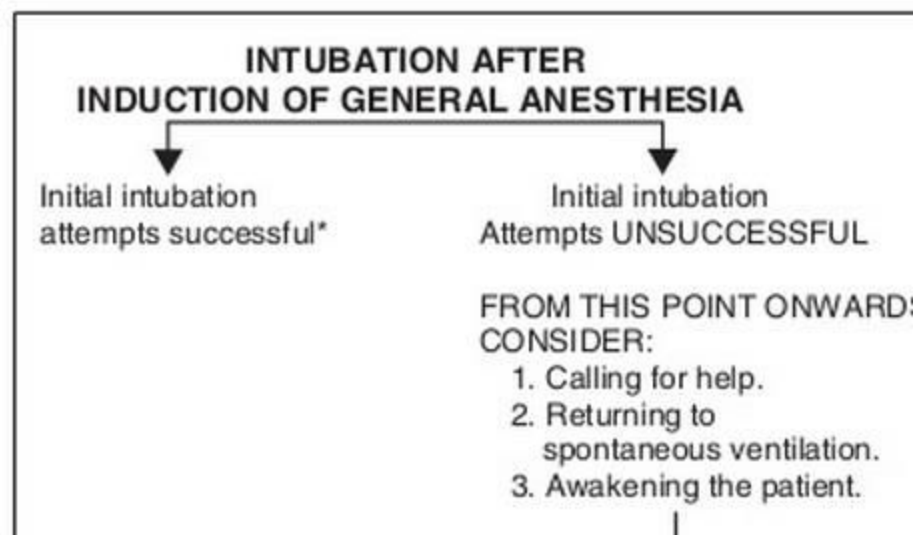 INTUBATION AFTER
INDUCTION OF GENERAL ANESTHESIA
Initial intubation
attempts successful*
Initial intubation
Attempts UNSUCCESSFUL
FROM THIS POINT ONWARDS
CONSIDER:
1. Calling for help.
2. Returning to
spontaneous ventilation.
3. Awakening the patient.